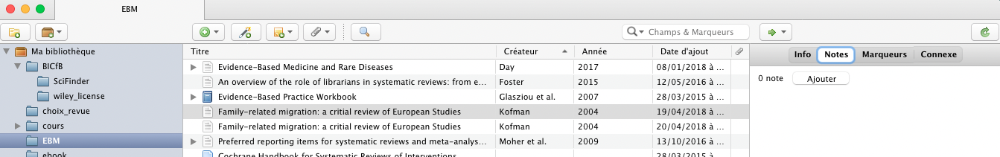 EBM
Champs & Marqueurs
Ma bibliothèque
BICfB
SciFinder
wiley_license
choix_revue
cours
EBM
ebook
Titre Créateur Année Date d'ajout
Evidence-Based Medicine and Rare Diseases Day 2017 08/01/2018 à ...
An overview of the role of librarians in systematic reviews: from e... Foster 2015 12/05/2016 à ...
Evidence-Based Practice Workbook Glasziou et al. 2007 28/03/2015 à ...
Family-related migration: a critial review of European Studies Kofman 2004 19/04/2018 à ...
Family-related migration: a critial review of European Studies Kofman 2004 20/04/2018 à ...
Preferred reporting items for systematic reviews and meta-analys... Moher et al. 2009 13/10/2016 à ...
Cochrane Handbook for Systematic Reviews of Interventions 28/03/2015 à ...
Info Notes Marqueurs Connexe
0 note Ajouter